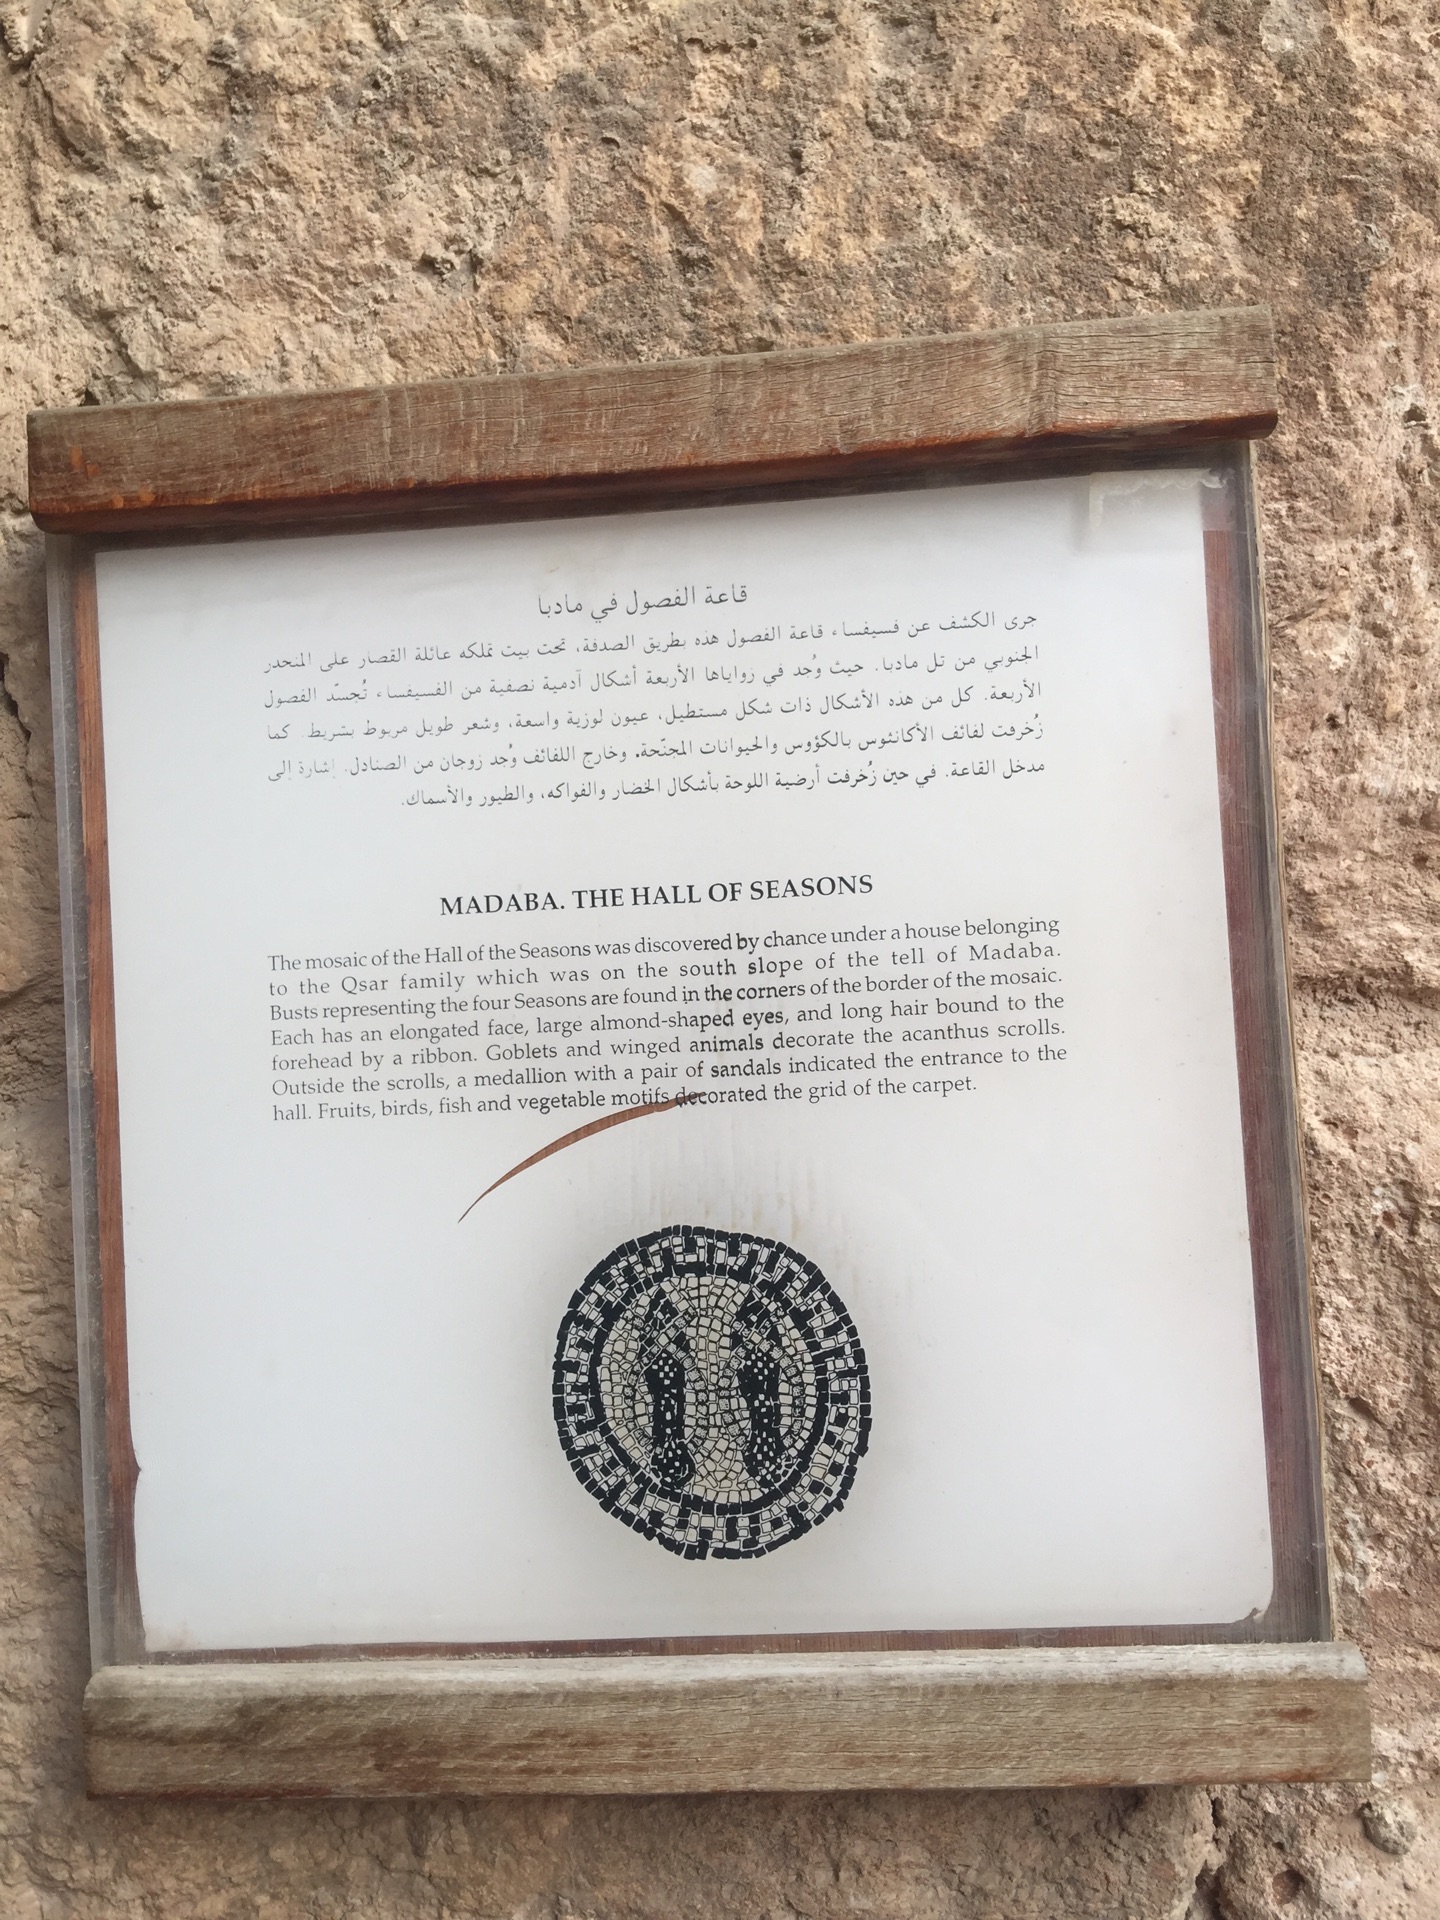 قاعة الفصول في مادبا
جرى الكشف عن فسيفساء قاعة الفصول هذه بطريق الصدفة، تحت بيت تملكه عائلة القصار على المنحدر
الجنوبي من تل مادبا. حيث وُجد في زواياها الأربعة أشكال آدمية نصفية من الفسيفساء تُجسّد الفصول
الأربعة. كل من هذه الأشكال ذات شكل مستطيل، عيون لوزية واسعة، وشعر طويل مربوط بشريط. كما
زُخرفت لفائف الأكانثوس بالكؤوس والحيوانات المجنّحة. وخارج اللفائف وُجد زوجان من الصنادل. إشارة إلى
مدخل القاعة. في حين زُخرفت أرضية اللوحة بأشكال الخضار والفواكه، والطيور والأسماك.
MADABA. THE HALL OF SEASONS
The mosaic of the Hall of the Seasons was discovered by chance under a house belonging
to the Qsar family which was on the south slope of the tell of Madaba.
Busts representing the four Seasons are found in the corners of the border of the mosaic.
Each has an elongated face, large almond-shaped eyes, and long hair bound to the
forehead by a ribbon. Goblets and winged animals decorate the acanthus scrolls.
Outside the scrolls, a medallion with a pair of sandals indicated the entrance to the
hall. Fruits, birds, fish and vegetable motifs decorated the grid of the carpet.